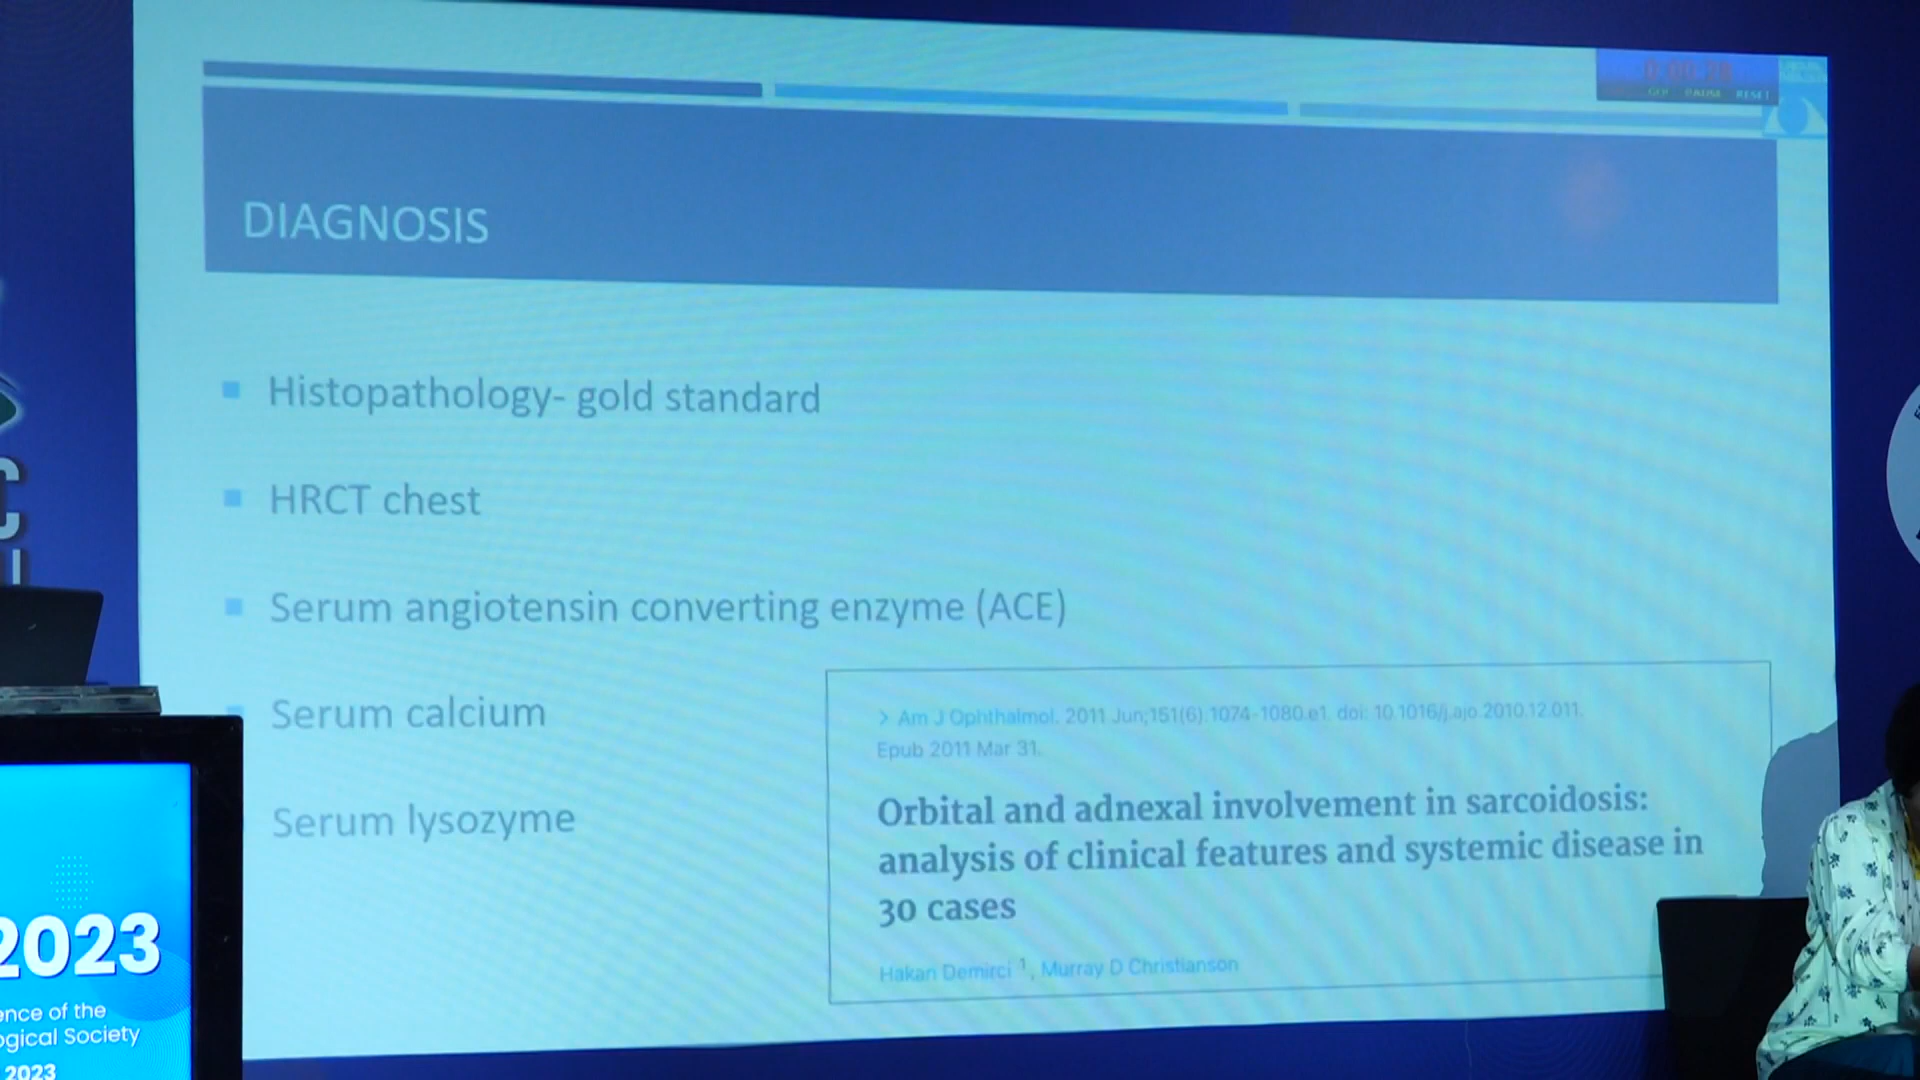 DIAGNOSIS
Histopathology- gold standard
HRCT chest
Serum angiotensin converting enzyme (ACE)
Serum calcium
Serum lysozyme
> Am J Ophthalmol. 2011 Jun;151(6):1074-1080.e1. doi: 10.1016/j.ajo.2010.12.011.
Epub 2011 Mar 31.
Orbital and adnexal involvement in sarcoidosis:
analysis of clinical features and systemic disease in
30 cases
Hakan Demirci 1, Murray D Christianson
PAUSE RESET
2023
ence of the
ogical Society
2023